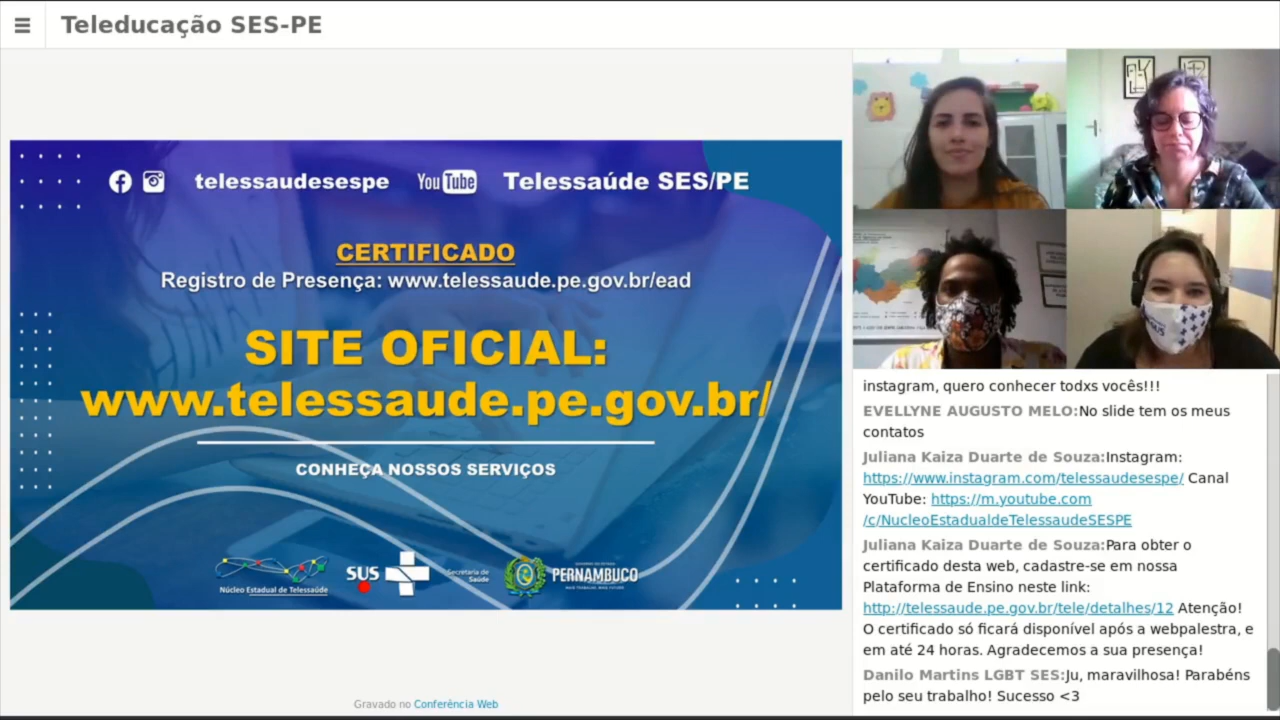 Teleducação SES-PE
telessaudesespe YouTube Telessaúde SES/PE
CERTIFICADO
Registro de Presença: www.telessaude.pe.gov.br/ead
SITE OFICIAL:
www.telessaude.pe.gov.br/
CONHEÇA NOSSOS SERVIÇOS
Núcleo Estadual de Telessaúde
SUS
Secretaria de
Saúde
PERNAMBUCO
Gravado no Conferência Web
instagram, quero conhecer todxs vocês!!!
EVELLYNE AUGUSTO MELO:No slide tem os meus
contatos
Juliana Kaiza Duarte de Souza:Instagram:
https://www.instagram.com/telessaudesespe/ Canal
YouTube: https://m.youtube.com
/c/NucleoEstadualdeTelessaudeSESPE
Juliana Kaiza Duarte de Souza:Para obter o
certificado desta web, cadastre-se em nossa
Plataforma de Ensino neste link:
http://telessaude.pe.gov.br/tele/detalhes/12 Atenção!
O certificado só ficará disponível após a webpalestra, e
em até 24 horas. Agradecemos a sua presença!
Danilo Martins LGBT SES:Ju, maravilhosa! Parabéns
pelo seu trabalho! Sucesso <3